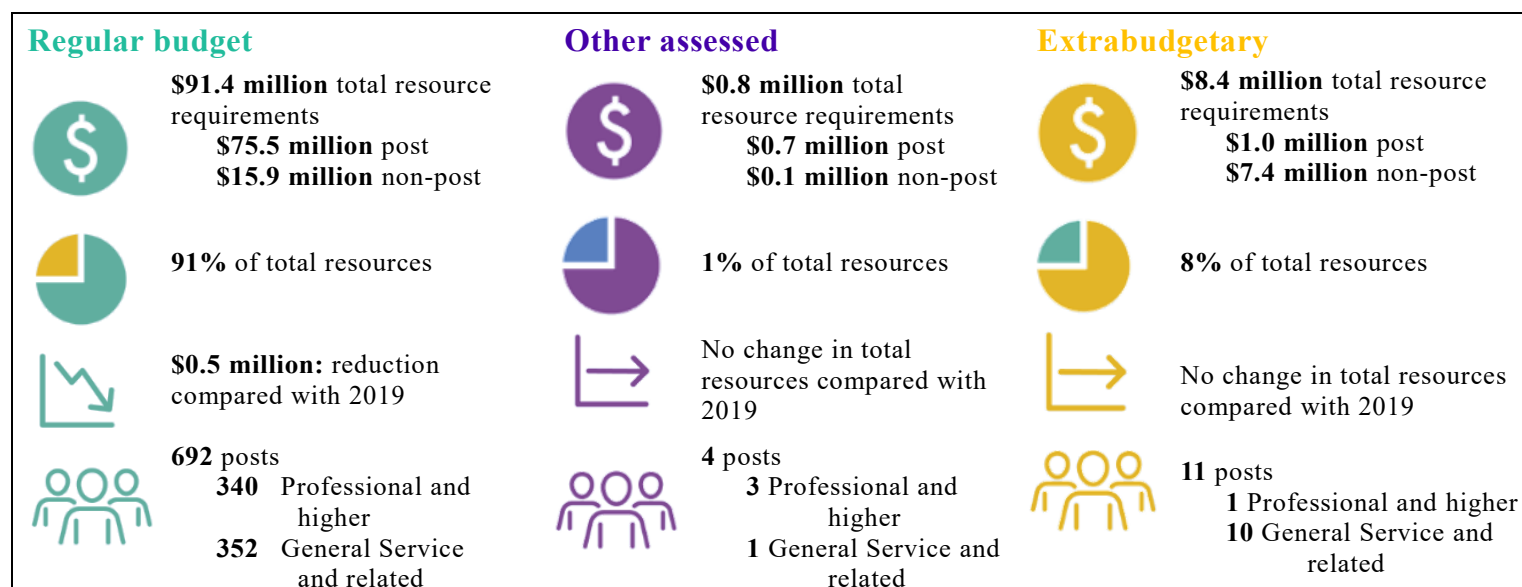 Regular budget
$91.4 million total resource
requirements
$75.5 million post
$15.9 million non-post
91% of total resources
$0.5 million: reduction
compared with 2019
692 posts
340 Professional and
higher
352 General Service
and related
Other assessed
$0.8 million total
resource requirements
$0.7 million post
$0.1 million non-post
1% of total resources
No change in total
resources compared with
2019
4 posts
3 Professional and
higher
1 General Service and
related
Extrabudgetary
$8.4 million total resource
requirements
$1.0 million post
$7.4 million non-post
8% of total resources
No change in total resources
compared with 2019
11 posts
1 Professional and higher
10 General Service and
related